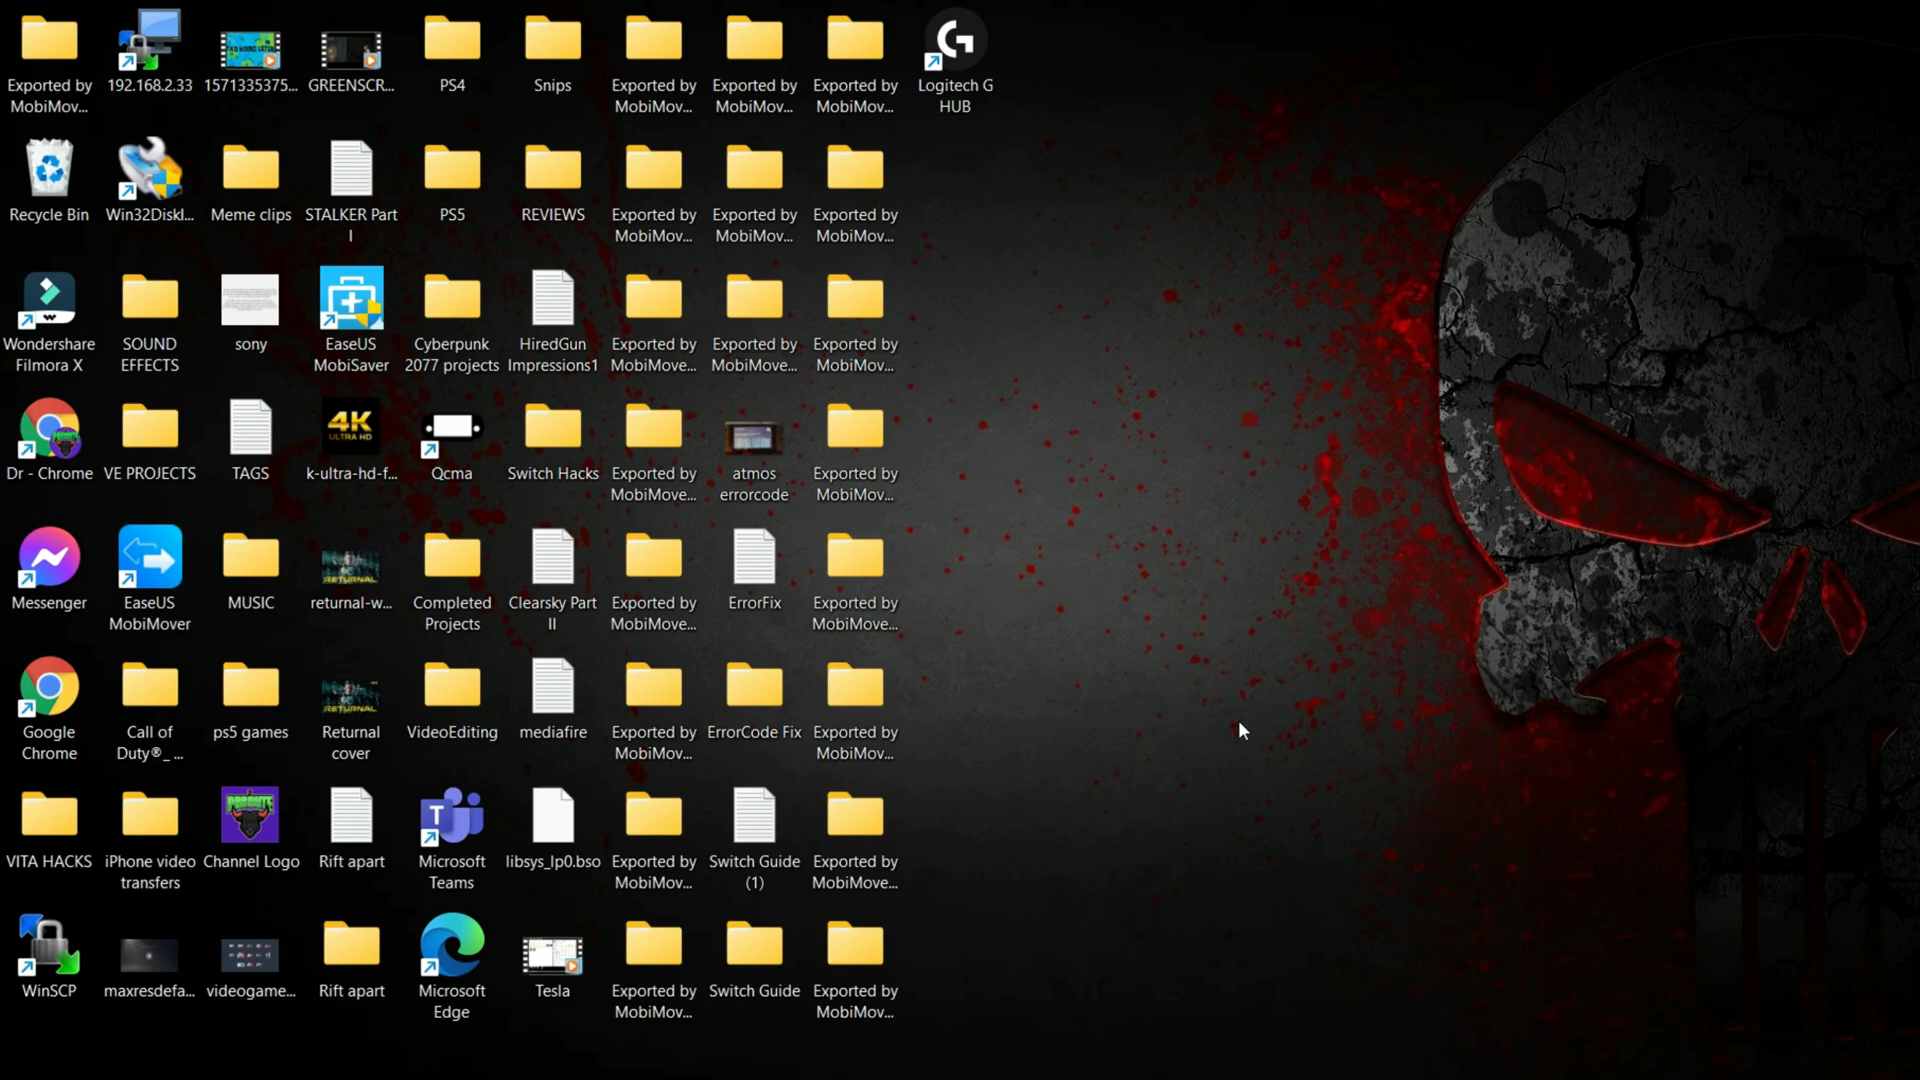 Exported by
MobiMov...
192.168.2.33
1571335375...
GREENSCR...
PS4
Snips
Exported by
MobiMov...
Exported by
MobiMov...
Exported by
MobiMov...
Logitech G
HUB
Recycle Bin
Win32DiskI...
Meme clips
STALKER Part
I
PS5
REVIEWS
Exported by
MobiMov...
Exported by
MobiMov...
Exported by
MobiMov...
Wondershare
Filmora X
SOUND
EFFECTS
sony
EaseUS
MobiSaver
Cyberpunk
2077 projects
HiredGun
Impressions1
Exported by
MobiMove...
Exported by
MobiMove...
Exported by
MobiMov...
Dr - Chrome
VE PROJECTS
TAGS
4K
ULTRA HD
k-ultra-hd-f...
Qcma
Switch Hacks
Exported by
MobiMove...
atmos
errorcode
Exported by
MobiMov...
Messenger
EaseUS
MobiMover
MUSIC
RETURNAL
returnal-w...
Completed
Projects
Clearsky Part
II
Exported by
MobiMove...
ErrorFix
Exported by
MobiMove...
Google
Chrome
Call of
Duty®_ ...
ps5 games
RETURNAL
Returnal
cover
VideoEditing
mediafire
Exported by
MobiMov...
ErrorCode Fix
Exported by
MobiMov...
VITA HACKS
iPhone video
transfers
Channel Logo
Rift apart
T
Microsoft
Teams
libsys_lp0.bso
Exported by
MobiMov...
Switch Guide
(1)
Exported by
MobiMove...
WinSCP
maxresdefa...
videogame...
Rift apart
Microsoft
Edge
Tesla
Exported by
MobiMov...
Switch Guide
Exported by
MobiMov...